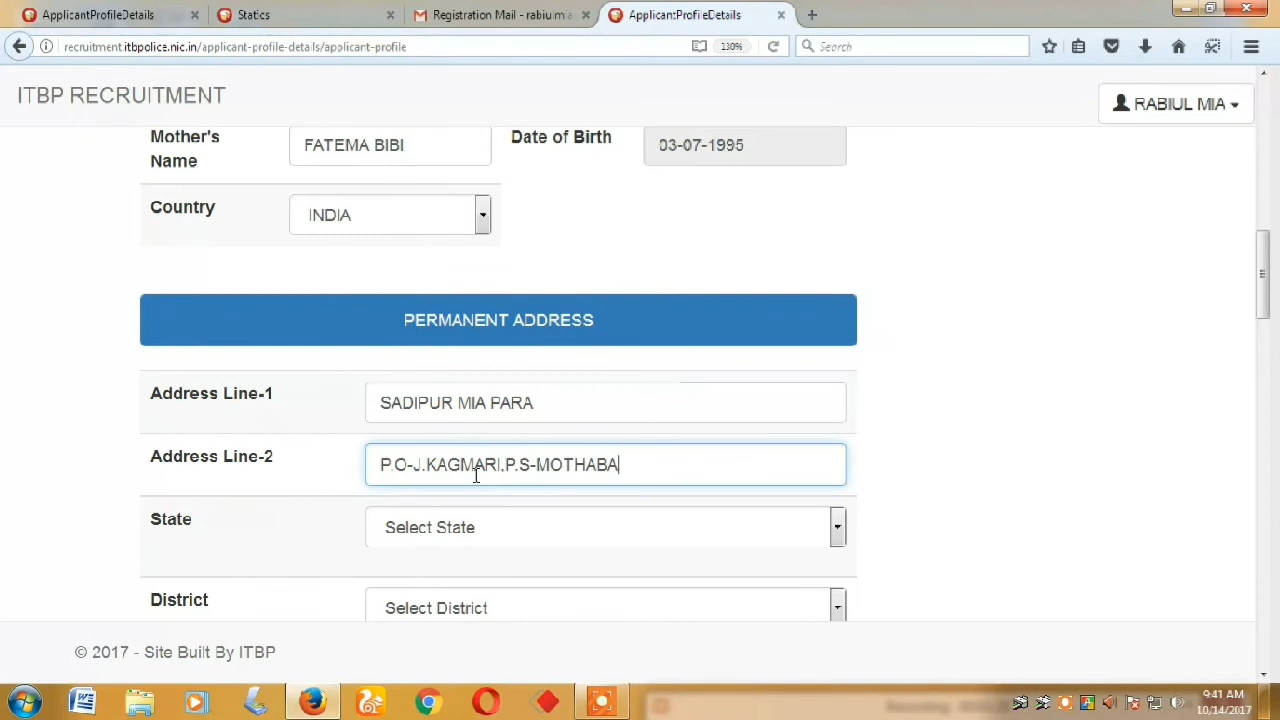 ApplicantProfileDetails
Statics
Registration Mail - rabiulmia
ApplicantProfileDetails
recruitment.itbpolice.nic.in/applicant-profile-details/applicant-profile
130%
Search
ITBP RECRUITMENT
RABIUL MIA
Mother's Name
FATEMA BIBI
Date of Birth
03-07-1995
Country
INDIA
PERMANENT ADDRESS
Address Line-1
SADIPUR MIA PARA
Address Line-2
P.O-J.KAGMARI,P.S-MOTHABA
State
Select State
District
Select District
© 2017 - Site Built By ITBP
9:41 AM
10/14/2017